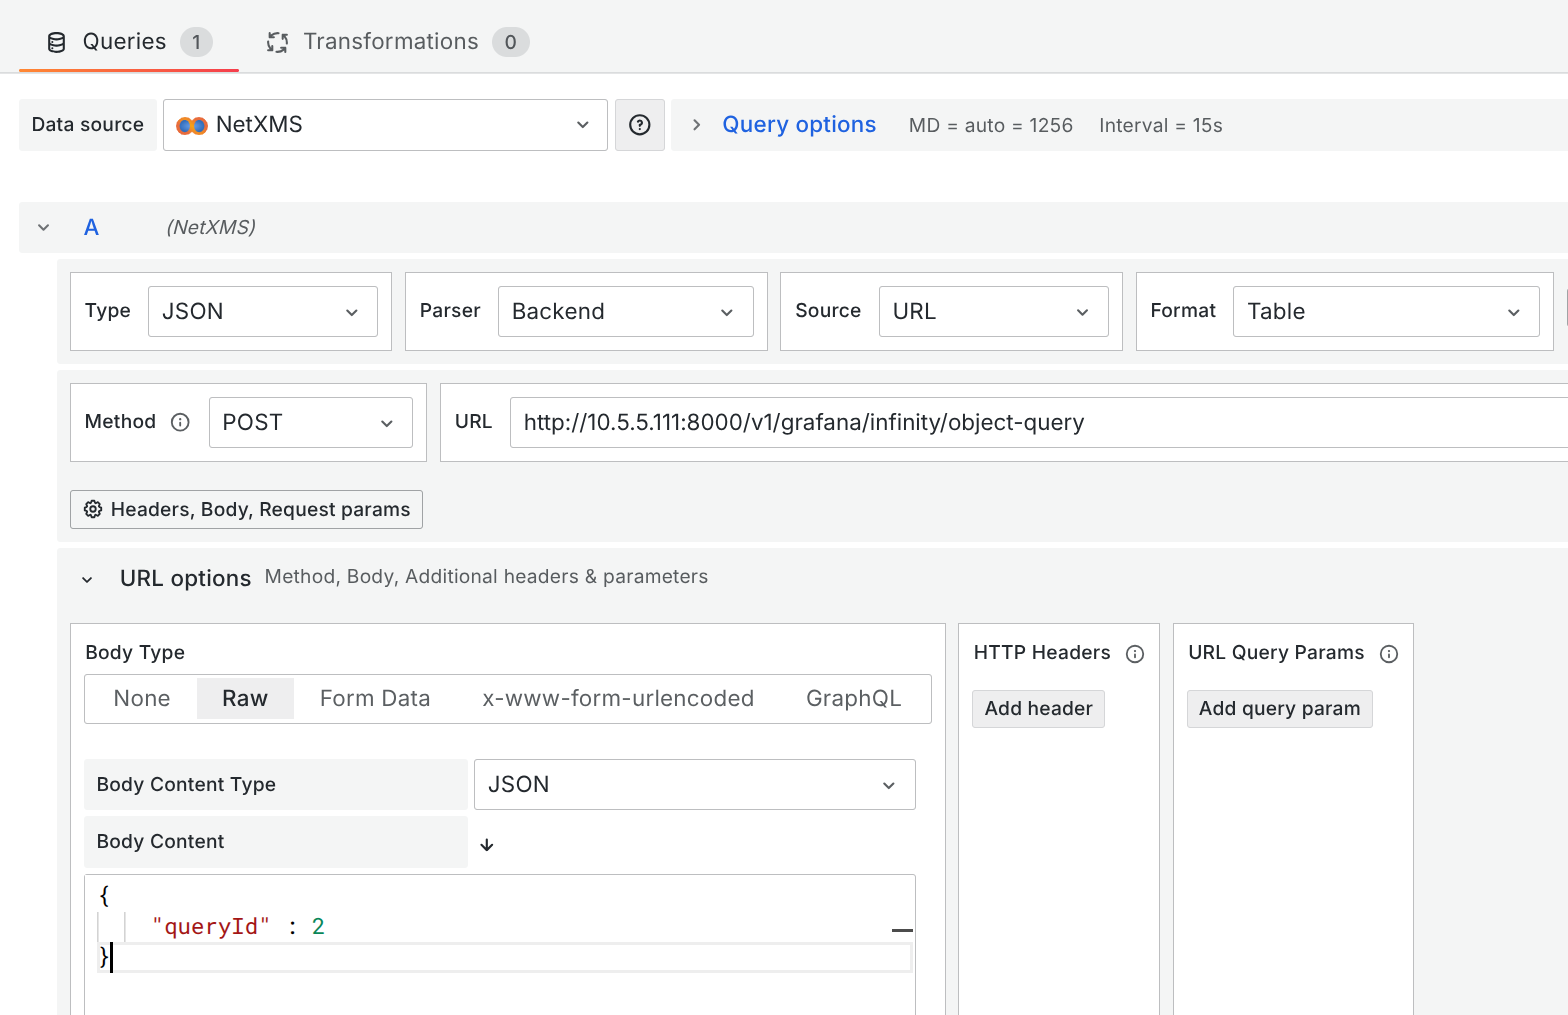 Queries 1 Transformations 0
Data source NetXMS Query options MD = auto = 1256 Interval = 15s
A (NetXMS)
Type JSON Parser Backend Source URL Format Table
Method POST URL http://10.5.5.111:8000/v1/grafana/infinity/object-query
Headers, Body, Request params
URL options Method, Body, Additional headers & parameters
Body Type HTTP Headers URL Query Params
None Raw Form Data x-www-form-urlencoded GraphQL Add header Add query param
Body Content Type JSON
Body Content
{
"queryId" : 2
}